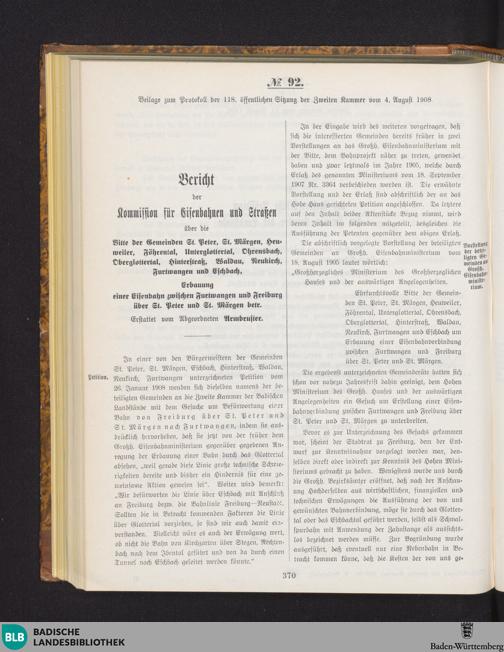 № 92.
Beilage zum Protokoll der 118. öffentlichen Sitzung der Zweiten Kammer vom 4. August 1908
Bericht
der
Kommission für Eisenbahnen und Straßen
über die
Bitte der Gemeinden St. Peter, St. Märgen, Heu-
weiler, Föhrental, Unterglottertal, Ohrensbach,
Oberglottertal, Hinterstraß, Waldau, Neukirch,
Furtwangen und Eschbach,
Erbauung
einer Eisenbahn zwischen Furtwangen und Freiburg
über St. Peter und St. Märgen betr.
Erstattet vom Abgeordneten Armbruster.
Petition.
In einer von den Bürgermeistern der Gemeinden
St. Peter, St. Märgen, Eschbach, Hinterstraß, Waldau,
Neukirch, Furtwangen unterzeichneten Petition vom
26. Januar 1908 wenden sich dieselben namens der be-
teiligten Gemeinden an die Zweite Kammer der Badischen
Landstände mit dem Gesuche um Befürwortung einer
Bahn von Freiburg über St. Peter und
St. Märgen nach Furtwangen, indem sie aus-
drücklich hervorheben, daß sie jetzt von der früher dem
Großh. Eisenbahnministerium gegenüber gegebenen An-
regung der Erbauung einer Bahn durch das Glottertal
absehen, „weil gerade diese Linie große technische Schwie-
rigkeiten bereite und bisher ein Hindernis für eine ge-
meinsame Aktion gewesen sei“. Weiter wird bemerkt:
„Wir befürworten die Linie über Eschbach mit Anschluß
an Freiburg bezw. die Bahnlinie Freiburg—Neustadt.
Sollten die in Betracht kommenden Faktoren die Linie
über Glottertal vorziehen, so sind wir auch damit ein-
verstanden. Vielleicht wäre es auch der Erwägung wert,
ob nicht die Bahn von Kirchzarten über Stegen, Rechten-
bach nach dem Ibental geführt und von da durch einen
Tunnel nach Eschbach geleitet werden könnte.“
In der Eingabe wird des weiteren vorgetragen, daß
sich die interessierten Gemeinden bereits früher in zwei
Vorstellungen an das Großh. Eisenbahnministerium mit
der Bitte, dem Bahnprojekt näher zu treten, gewendet
haben und zwar letztmals im Jahre 1905, welche durch
Erlaß des genannten Ministeriums vom 18. September
1907 Nr. 3364 verbeschieden worden ist. Die erwähnte
Vorstellung und der Erlaß sind abschriftlich der an das
Hohe Haus gerichteten Petition angeschlossen. Da letztere
auf den Inhalt beider Aktenstücke Bezug nimmt, wird
deren Inhalt im folgenden mitgeteilt, desgleichen die
Ausführung der Petenten gegenüber dem abigen Erlaß.
Die abschriftlich vorgelegte Vorstellung der beteiligten
Gemeinden an Großh. Eisenbahnministerium vom
18. August 1905 lautet wörtlich:
„Großherzogliches Ministerium des Großherzoglichen
Hauses und der auswärtigen Angelegenheiten.
Ehrfurchtsvolle Bitte der Gemein-
den St. Peter, St. Märgen, Heuweiler,
Föhrental, Unterglottertal, Ohrensbach,
Oberglottertal, Hinterstraß, Waldau,
Neukirch, Furtwangen und Eschbach um
Erbauung einer Eisenbahnverbindung
zwischen Furtwangen und Freiburg
über St. Peter und St. Märgen.
Die ergebenst unterzeichneten Gemeinderäte hatten sich
schon vor nahezu Jahresfrist dahin geeinigt, dem Hohen
Ministerium des Großh. Hauses und der auswärtigen
Angelegenheiten ein Gesuch um Erstellung einer Eisen-
bahnverbindung zwischen Furtwangen und Freiburg über
St. Peter und St. Märgen zu unterbreiten.
Bevor es zur Unterzeichnung des Gesuchs gekommen
war, scheint der Stadtrat zu Freiburg, dem der Ent-
wurf zur Kenntnisnahme vorgelegt worden war, den-
selben direkt oder indirekt zur Kenntnis des Hohen Mini-
steriums gebracht zu haben. Wenigstens wurde uns durch
die Großh. Bezirksämter eröffnet, daß nach der Anschau-
ung Hochderselben aus wirtschaftlichen, finanziellen und
technischen Erwägungen die Ausführung der von uns
gewünschten Bahnverbindung, möge sie durch das Glotter-
tal oder das Eschbachtal geführt werden, selbst als Schmal-
spurbahn mit Anwendung der Zahnstange als aussichts-
los bezeichnet werden müsse. Zur Begründung wurde
ausgeführt, daß eventuell nur eine Nebenbahn in Be-
tracht kommen könne, daß die Kosten der von uns ge-
370
BLB
BADISCHE
LANDESBIBLIOTHEK
Baden-Württemberg